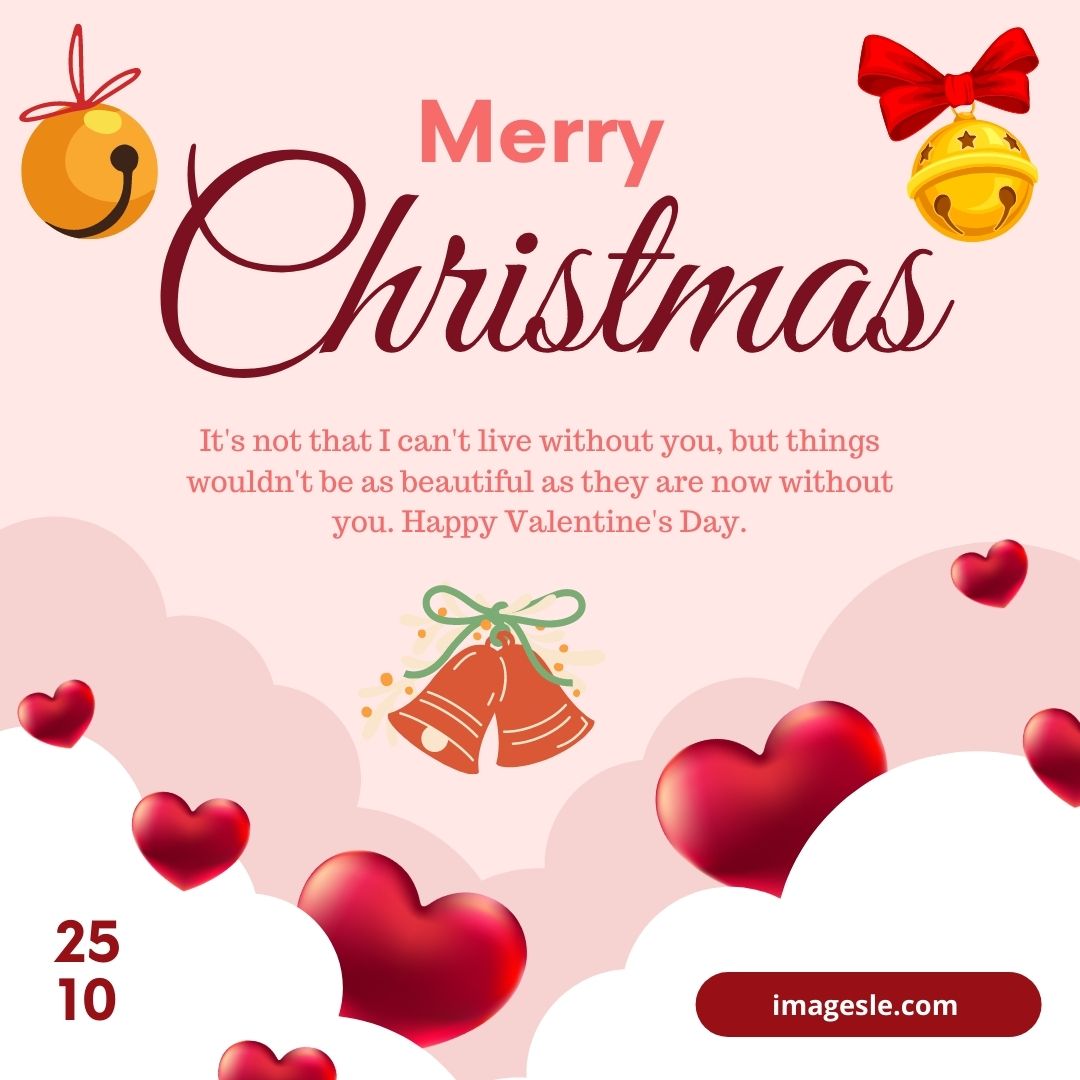 Merry
Christmas
It's not that I can't live without you, but things
wouldn't be as beautiful as they are now without
you. Happy Valentine's Day.
25
10
imagesle.com